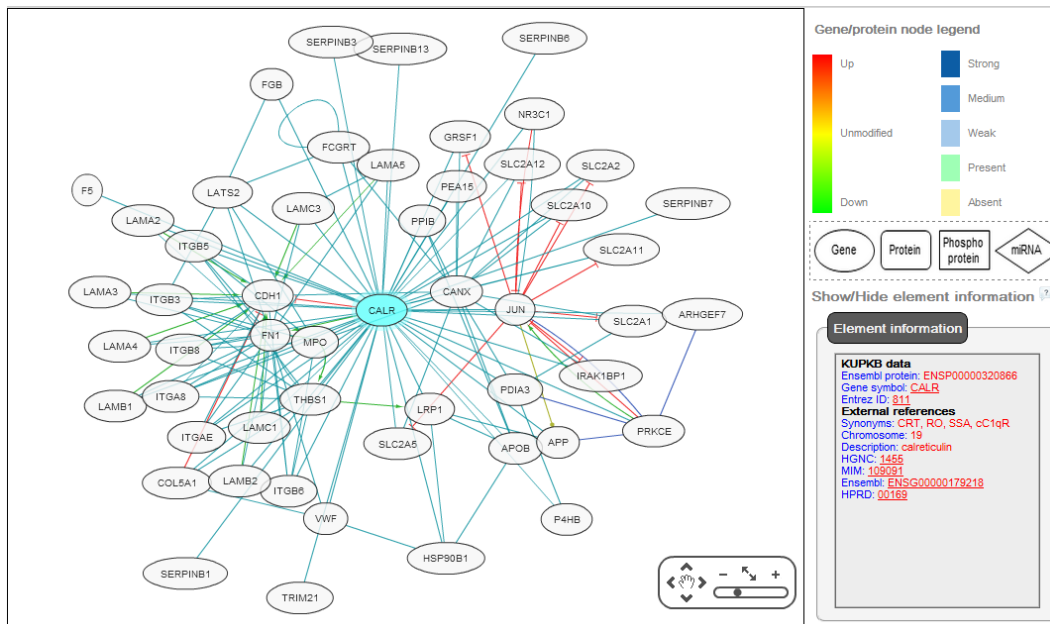 SERPINB3
SERPINB13
SERPINB6
FGB
NR3C1
GRSF1
FCGRT
LAMA5
SLC2A12
SLC2A2
F5
LATS2
PEA15
LAMC3
SLC2A10
SERPINB7
LAMA2
PPIB
ITGB5
SLC2A11
LAMA3
ITGB3
CDH1
CALR
CANX
JUN
SLC2A1
ARHGEF7
FN1
MPO
LAMA4
ITGB8
IRAK1BP1
PDIA3
LAMB1
ITGA8
THBS1
LRP1
ITGAE
LAMC1
SLC2A5
APOB
APP
PRKCE
COL5A1
LAMB2
ITGB6
VWF
P4HB
HSP90B1
SERPINB1
TRIM21
Gene/protein node legend
Up
Strong
Medium
Unmodified
Weak
Present
Down
Absent
Gene
Protein
Phospho
protein
miRNA
Show/Hide element information ?
Element information
KUPKB data
Ensembl protein: ENSP00000320866
Gene symbol: CALR
Entrez ID: 811
External references
Synonyms: CRT, RO, SSA, cC1qR
Chromosome: 19
Description: calreticulin
HGNC: 1455
MIM: 109091
Ensembl: ENSG00000179218
HPRD: 00169